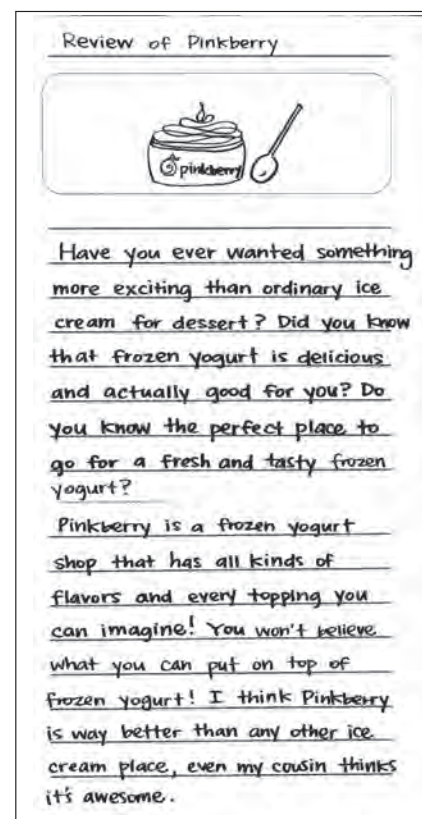 Review of Pinkberry
pinkberry
Have you ever wanted something
more exciting than ordinary ice
cream for dessert? Did you know
that frozen yogurt is delicious
and actually good for you? Do
you know the perfect place to
go for a fresh and tasty frozen
yogurt?
Pinkberry is a frozen yogurt
shop that has all kinds of
flavors and every topping you
can imagine! You won't believe
what you can put on top of
frozen yogurt! I think Pinkberry
is way better than any other ice
cream place, even my cousin thinks
it's awesome.